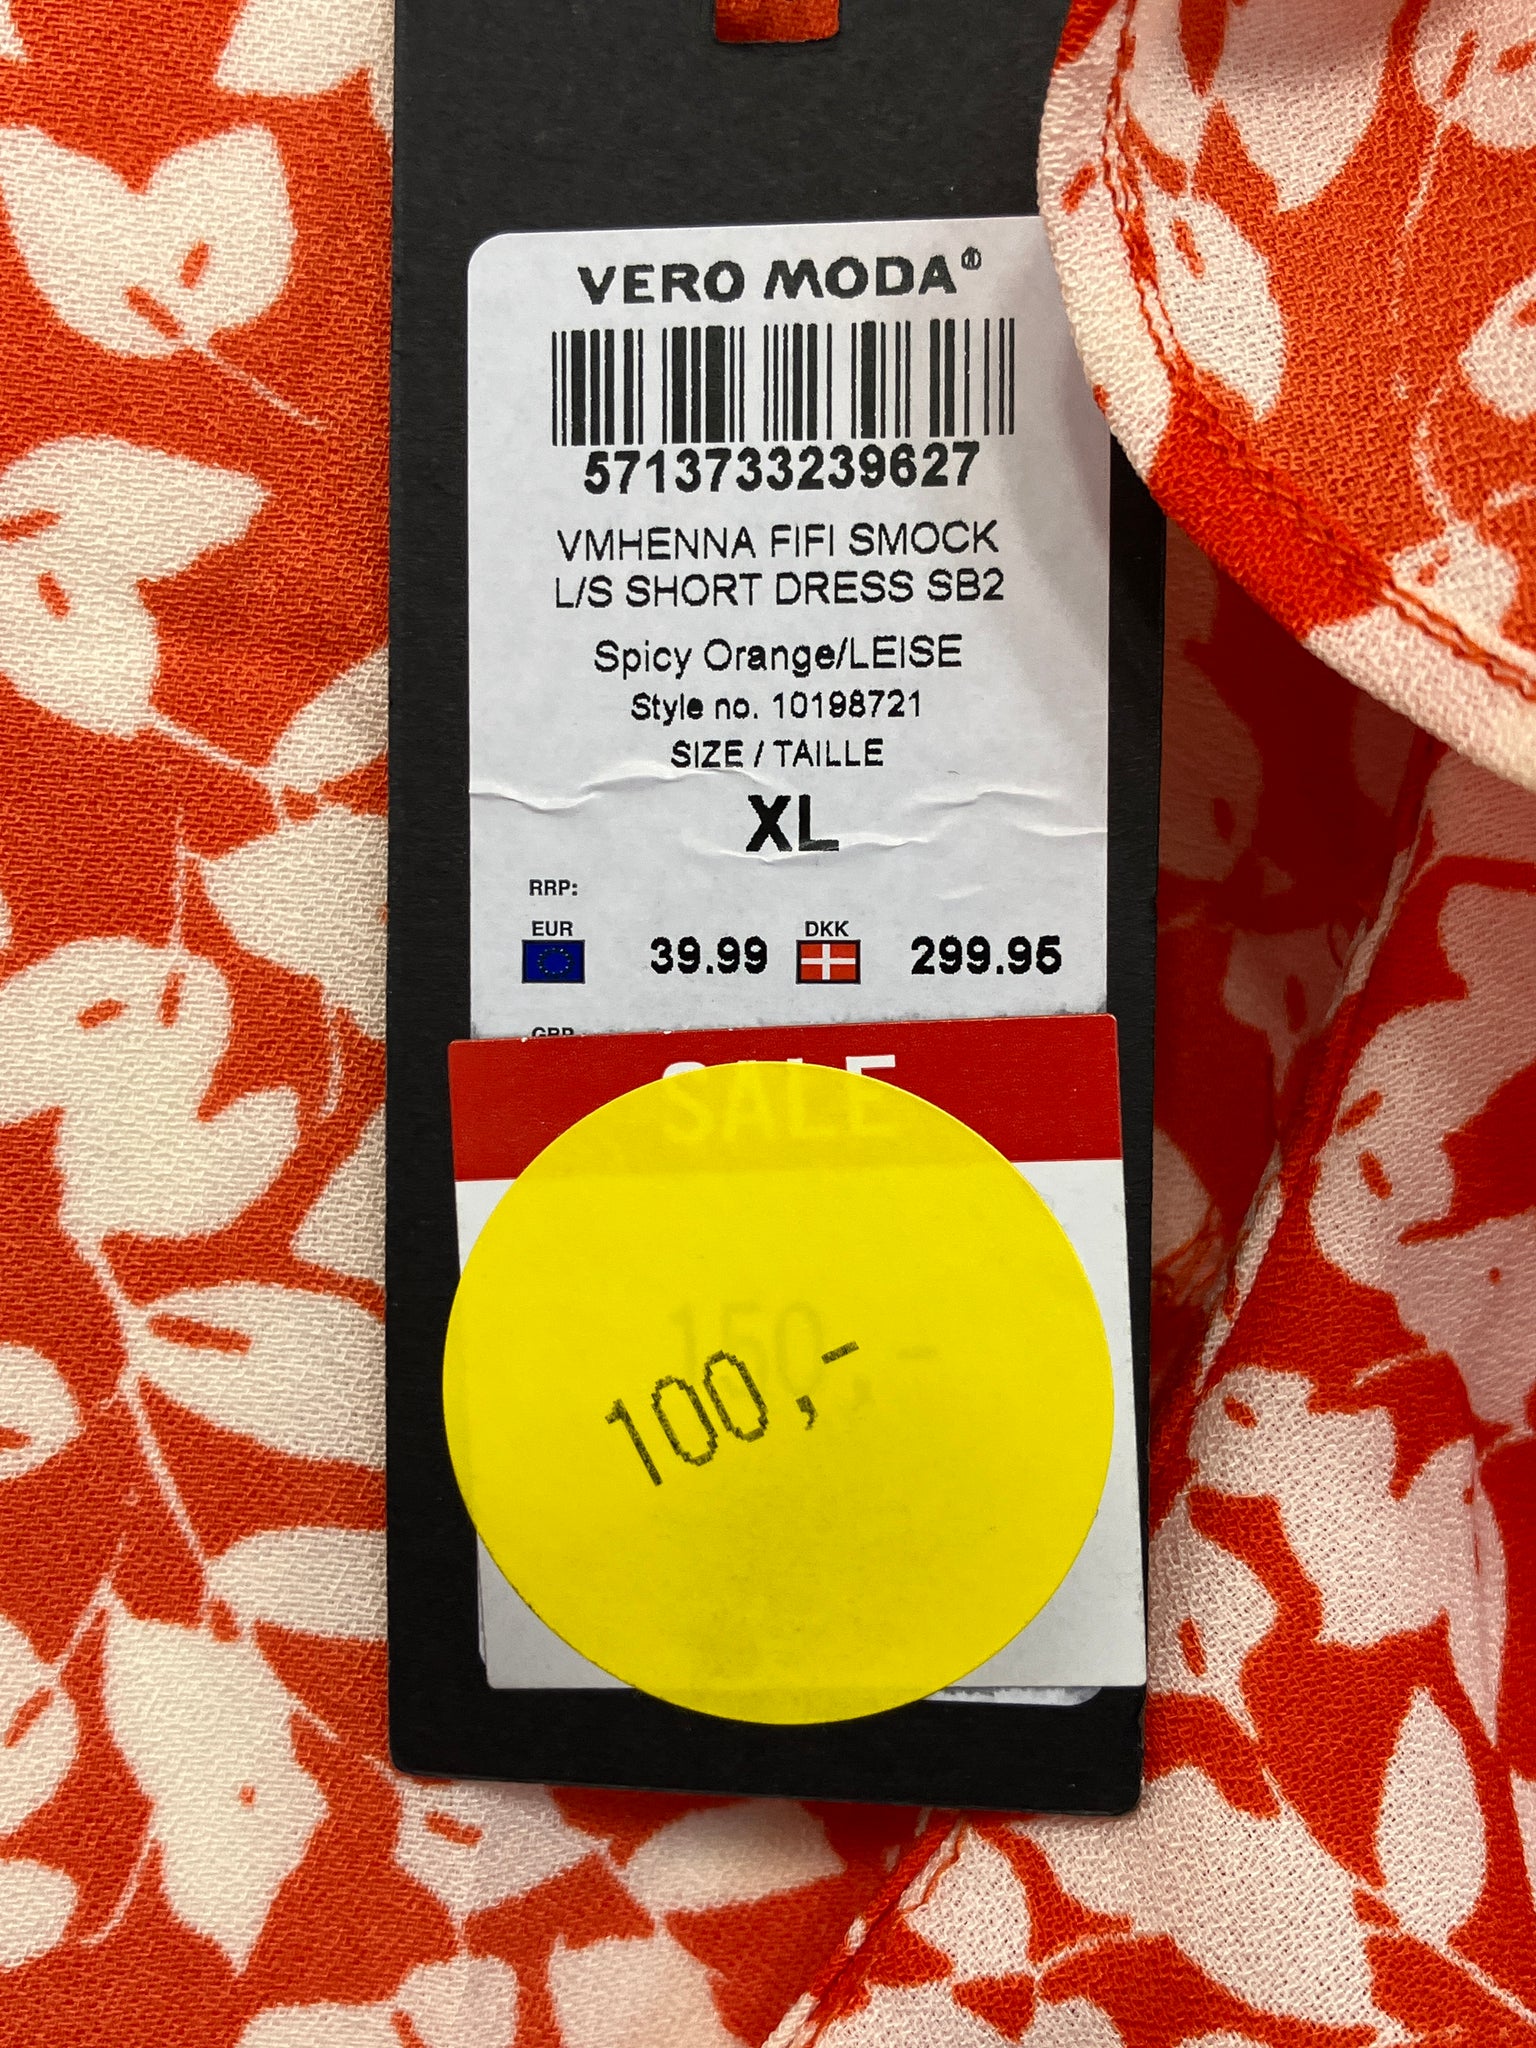 VERO MODA®
5713733239627
VMHENNA FIFI SMOCK
L/S SHORT DRESS SB2
Spicy Orange/LEISE
Style no. 10198721
SIZE / TAILLE
XL
RRP:
EUR 39.99 DKK 299.95
GBP
SALE
150,-
100,-